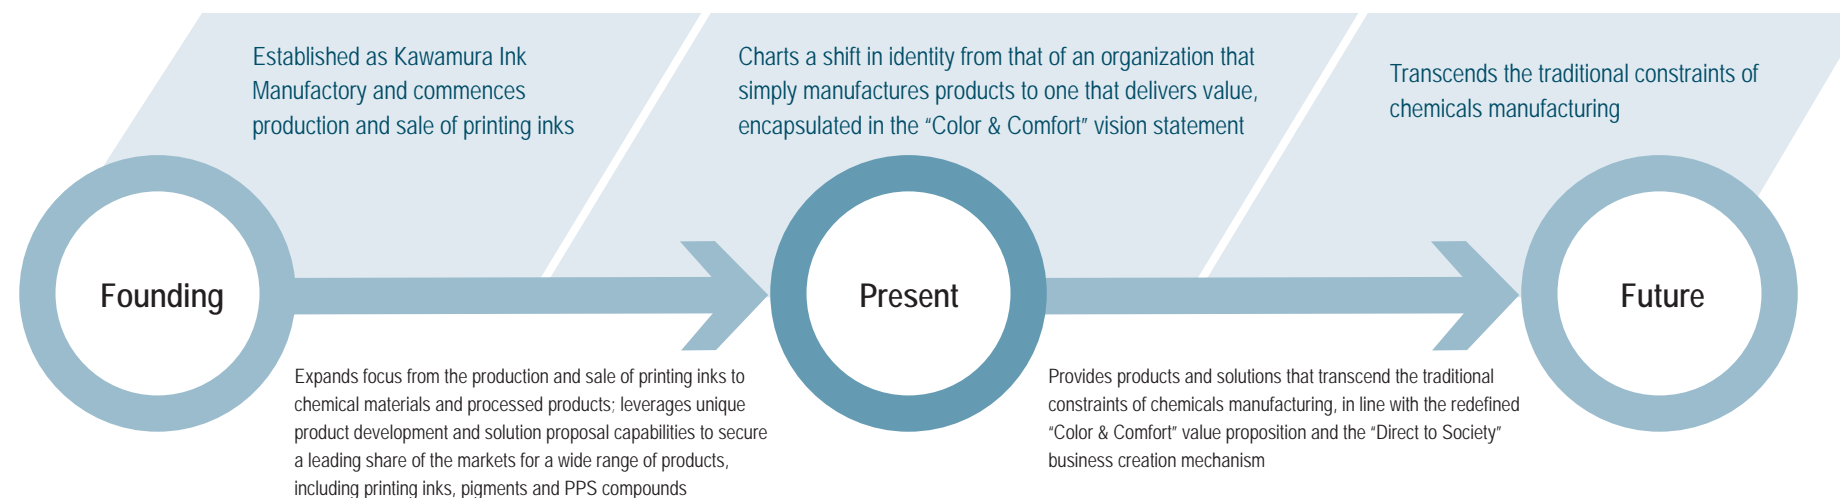 Established as Kawamura Ink
Manufactory and commences
production and sale of printing inks
Charts a shift in identity from that of an organization that
simply manufactures products to one that delivers value,
encapsulated in the “Color & Comfort” vision statement
Transcends the traditional constraints of
chemicals manufacturing
Founding
Present
Future
Expands focus from the production and sale of printing inks to
chemical materials and processed products; leverages unique
product development and solution proposal capabilities to secure
a leading share of the markets for a wide range of products,
including printing inks, pigments and PPS compounds
Provides products and solutions that transcend the traditional
constraints of chemicals manufacturing, in line with the redefined
“Color & Comfort” value proposition and the “Direct to Society”
business creation mechanism